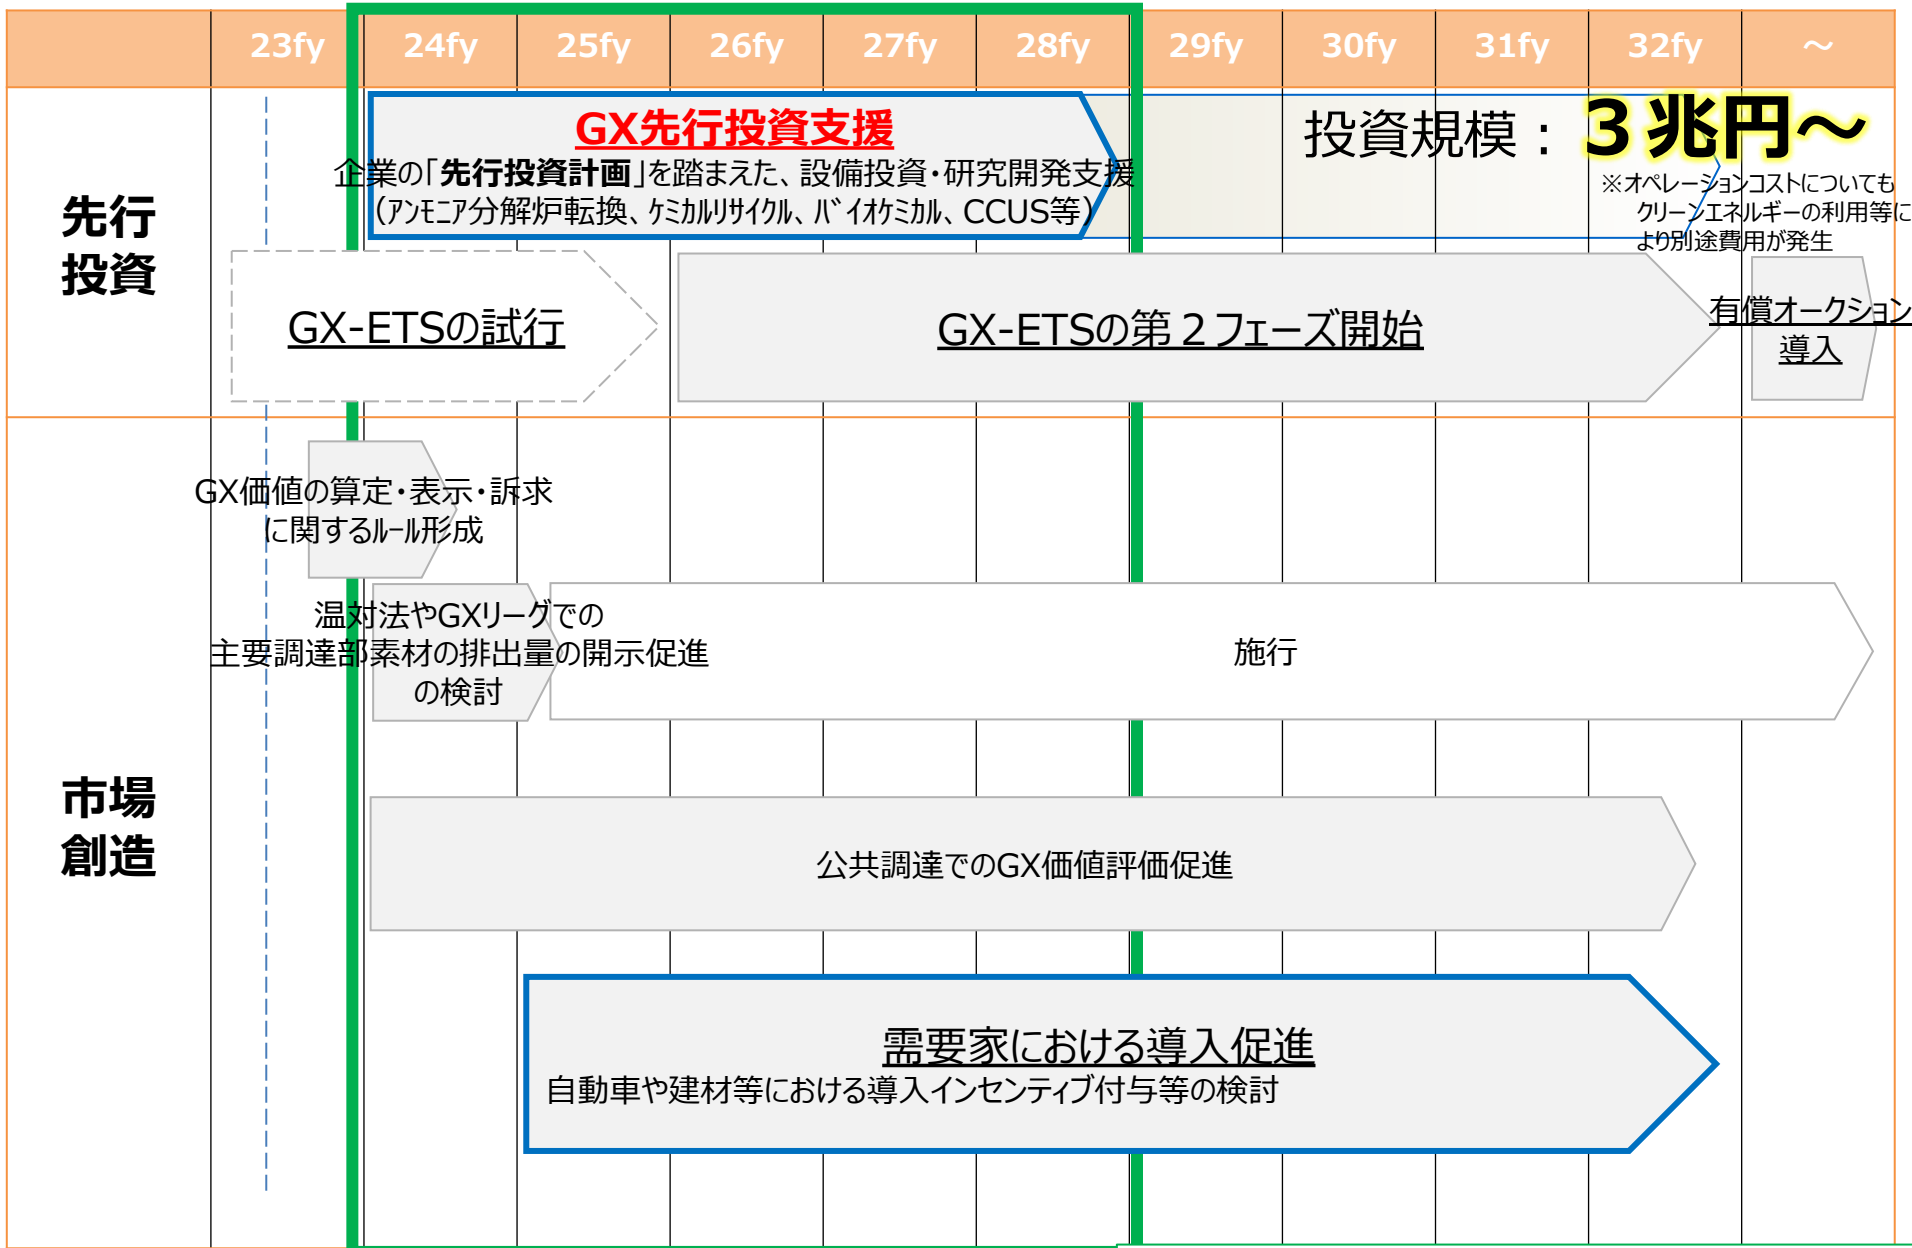 23fy 24fy 25fy 26fy 27fy 28fy 29fy 30fy 31fy 32fy ～
先行
投資
GX先行投資支援
企業の「先行投資計画」を踏まえた、設備投資・研究開発支援
（ｱﾝﾓﾆｱ分解炉転換、ｹﾐｶﾙﾘｻｲｸﾙ、ﾊﾞｲｵｹﾐｶﾙ、CCUS等）
投資規模：３兆円～
※オペレーションコストについても
クリーンエネルギーの利用等に
より別途費用が発生
GX-ETSの試行
GX-ETSの第２フェーズ開始
有償オークション
導入
市場
創造
GX価値の算定・表示・訴求
に関するﾙｰﾙ形成
温対法やGXリーグでの
主要調達部素材の排出量の開示促進
の検討
施行
公共調達でのGX価値評価促進
需要家における導入促進
自動車や建材等における導入インセンティブ付与等の検討